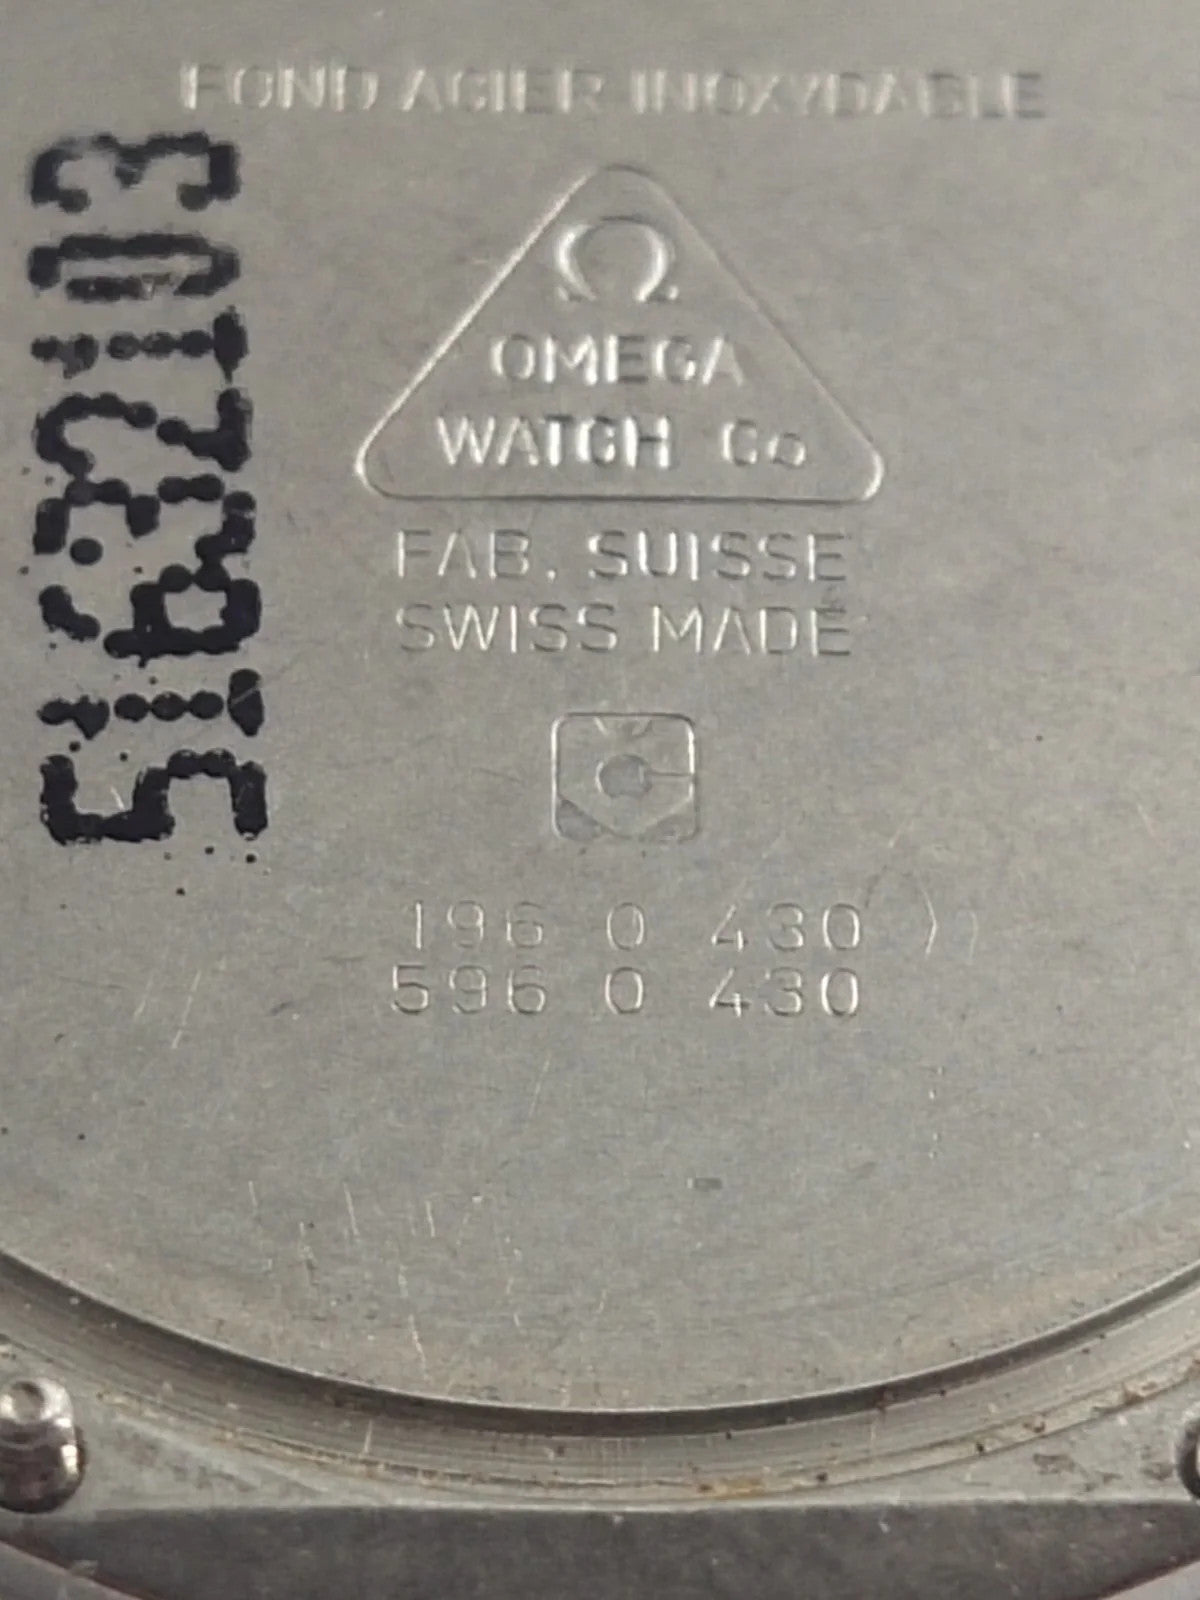 FOND ACIER INOXYDABLE
Ω
OMEGA
WATCH Co
FAB. SUISSE
SWISS MADE
196 0 430
596 0 430
51632103